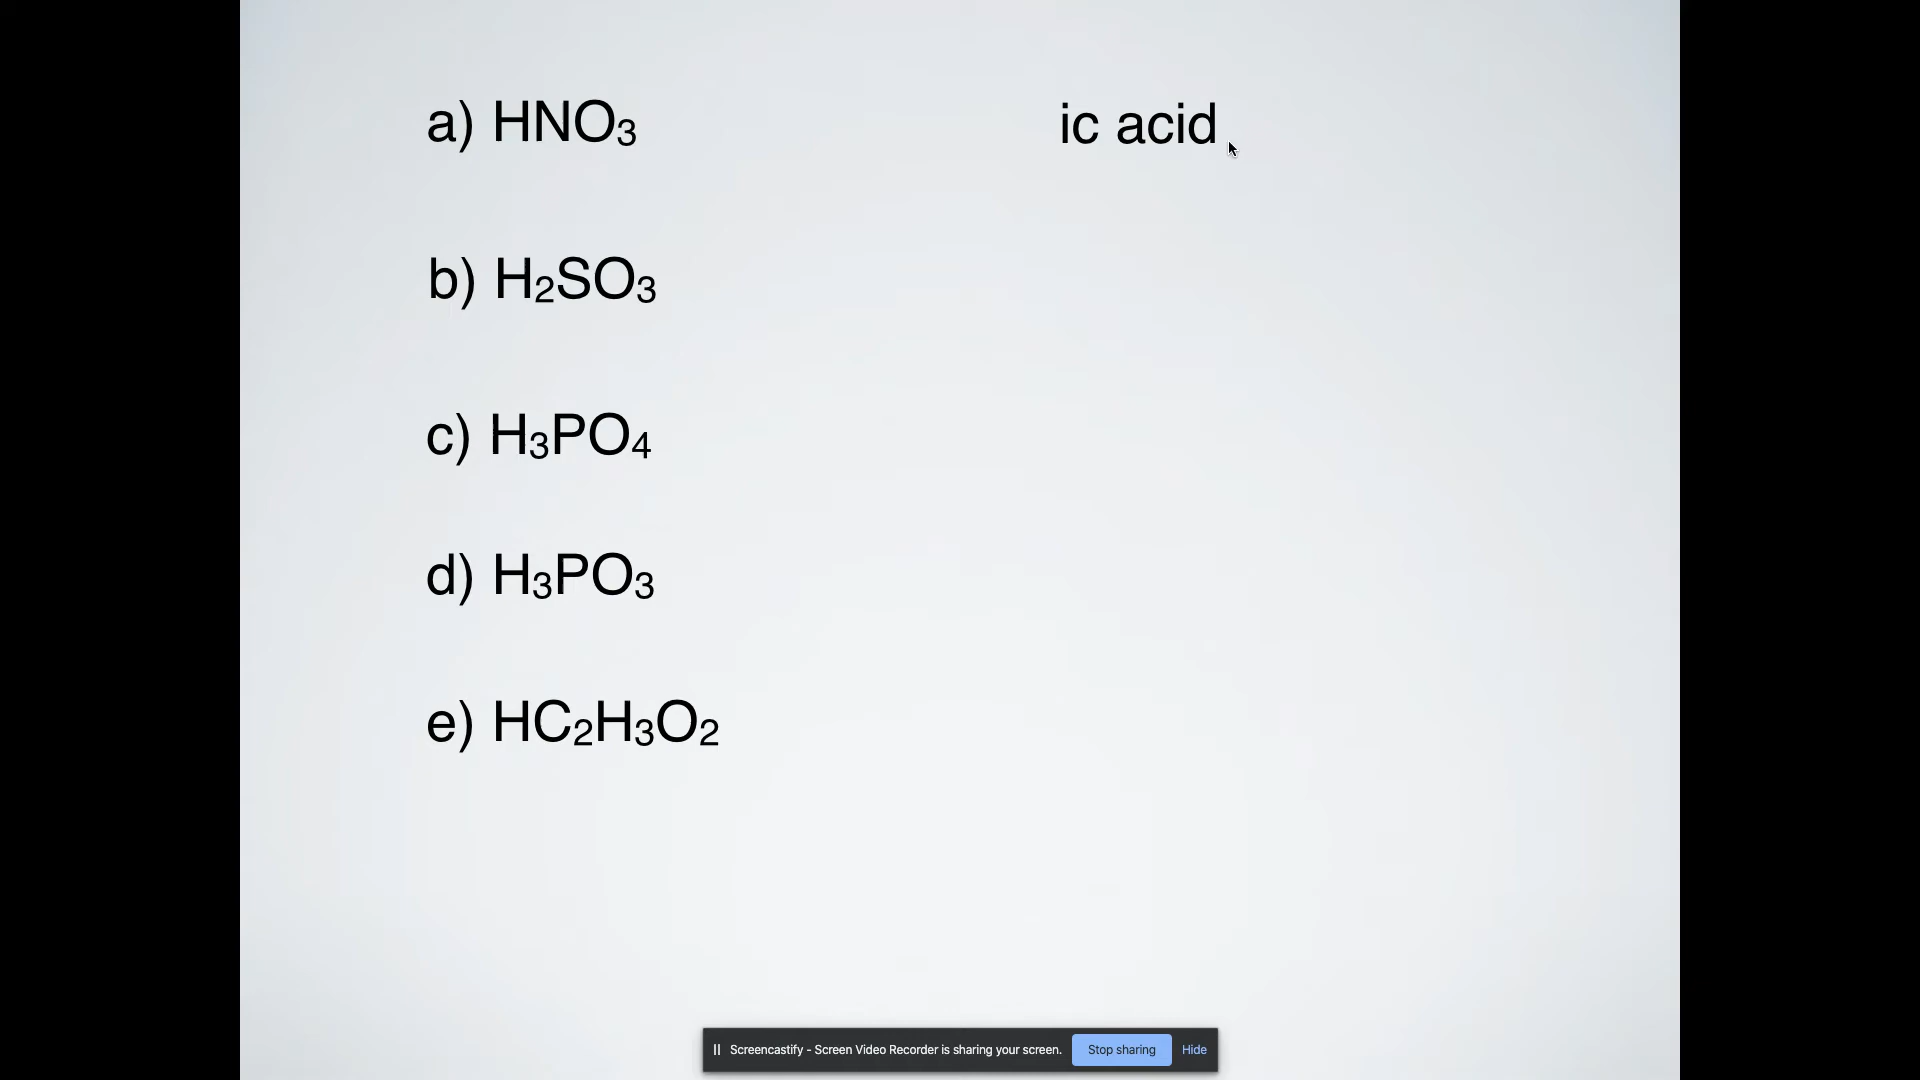 a) HNO₃ ic acid
b) H₂SO₃
c) H₃PO₄
d) H₃PO₃
e) HC₂H₃O₂
Screencastify - Screen Video Recorder is sharing your screen. Stop sharing Hide